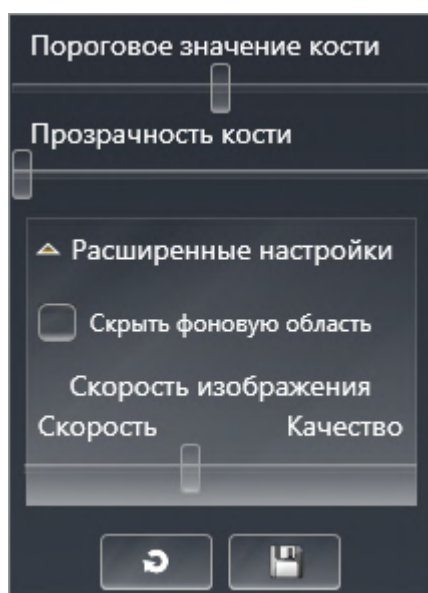 Пороговое значение кости
Прозрачность кости
Расширенные настройки
Скрыть фоновую область
Скорость изображения
Скорость Качество